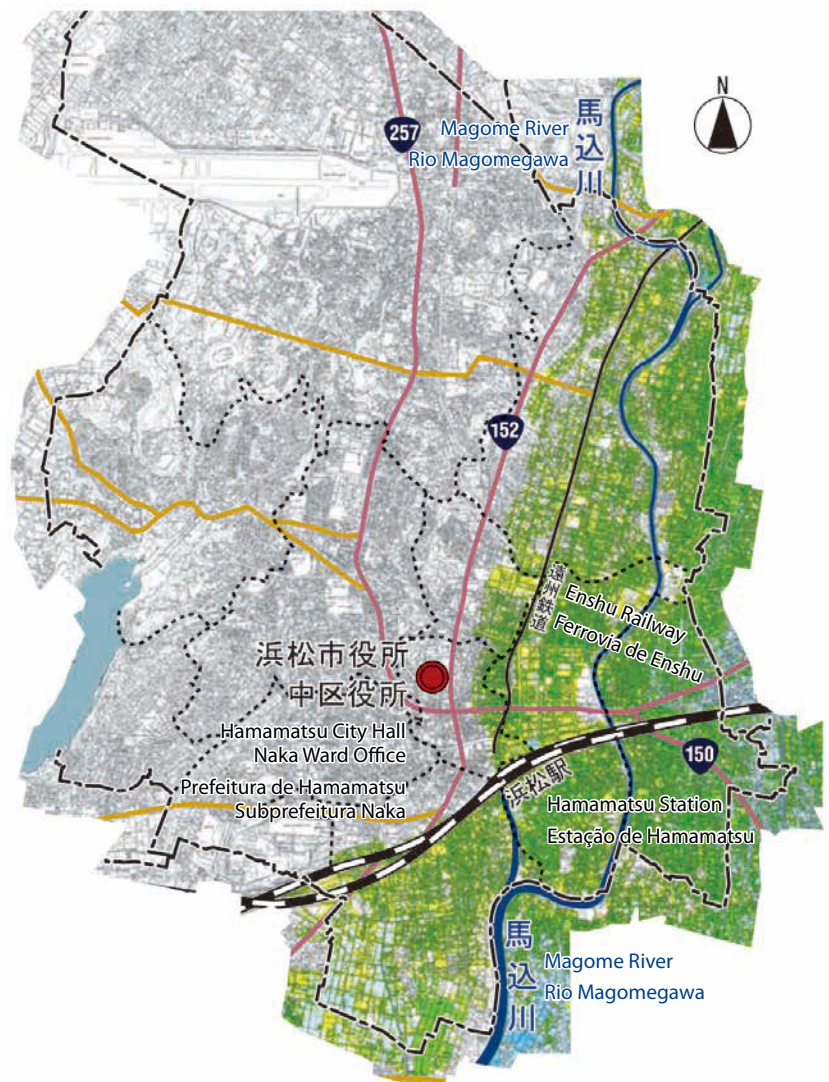 N
257
Magome River
Rio Magomegawa
馬込川
152
遠州鉄道
Enshu Railway
Ferrovia de Enshu
浜松市役所
中区役所
Hamamatsu City Hall
Naka Ward Office
Prefeitura de Hamamatsu
Subprefeitura Naka
150
浜松駅
Hamamatsu Station
Estação de Hamamatsu
馬込川
Magome River
Rio Magomegawa